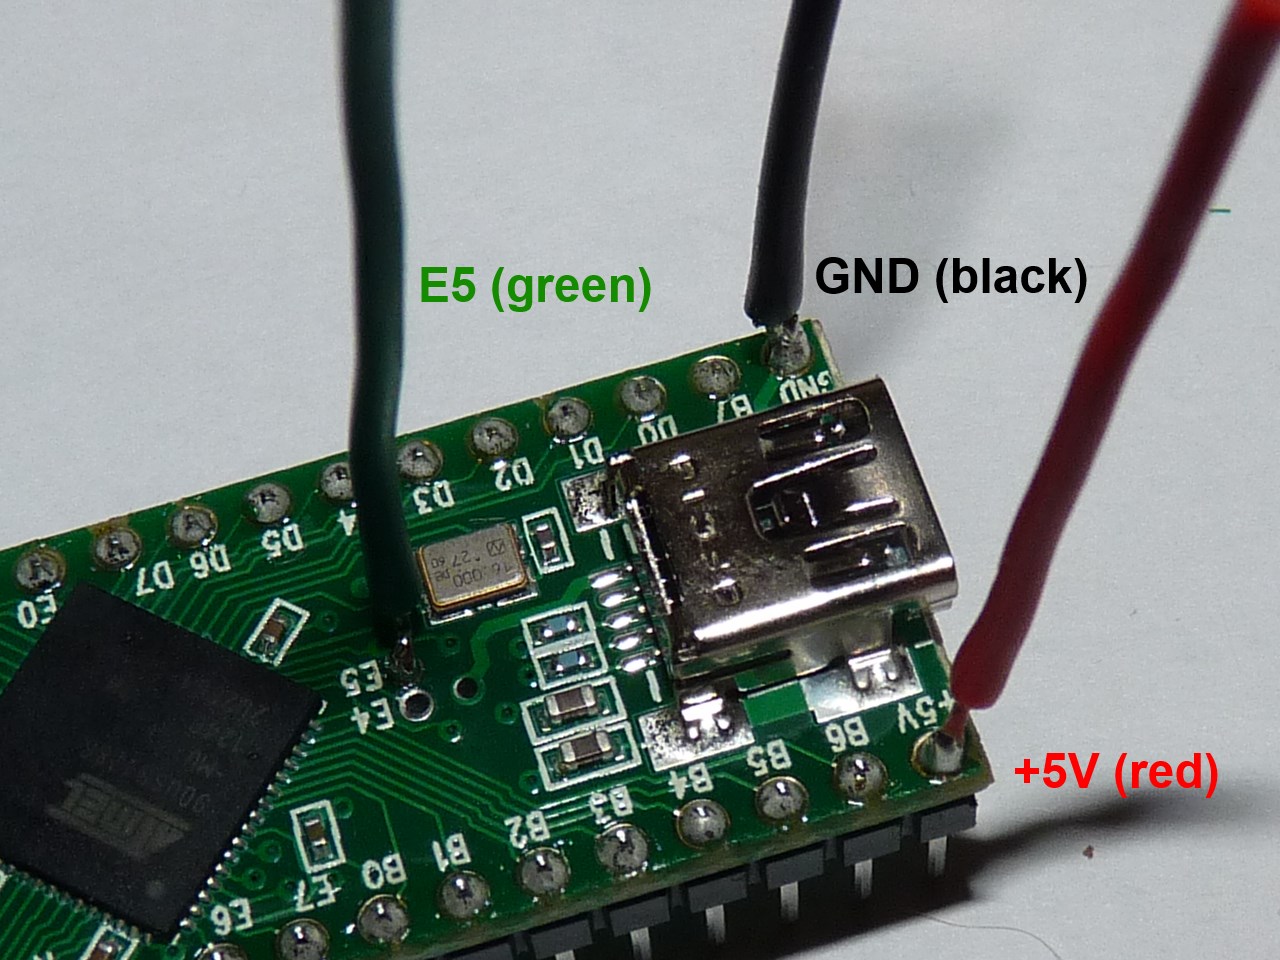 E5 (green)
GND (black)
+5V (red)
GND
B7
D0
D1
D2
D3
D5
D6
D7
E0
E5
E4
16.000
+5V
B6
B5
B4
B3
B2
B1
B0
E7
E6
ATMEL